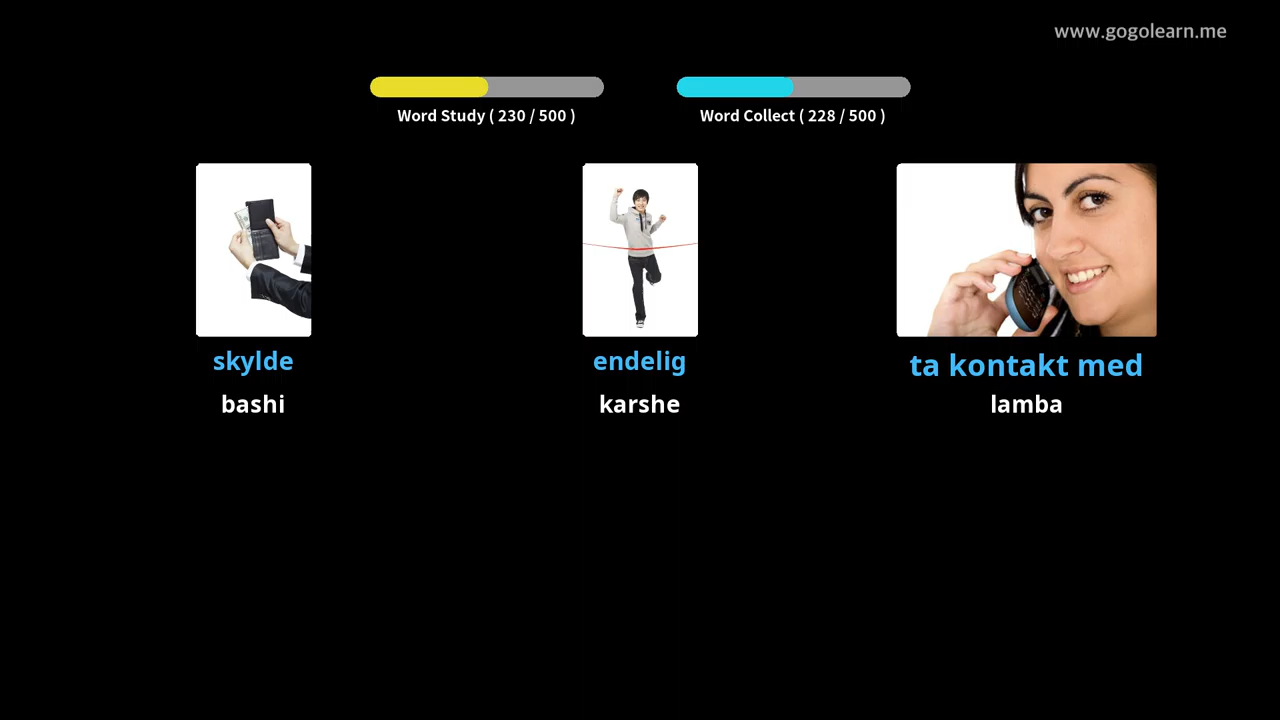 www.gogolearn.me
Word Study ( 230 / 500 )
Word Collect ( 228 / 500 )
skylde
endelig
ta kontakt med
bashi
karshe
lamba